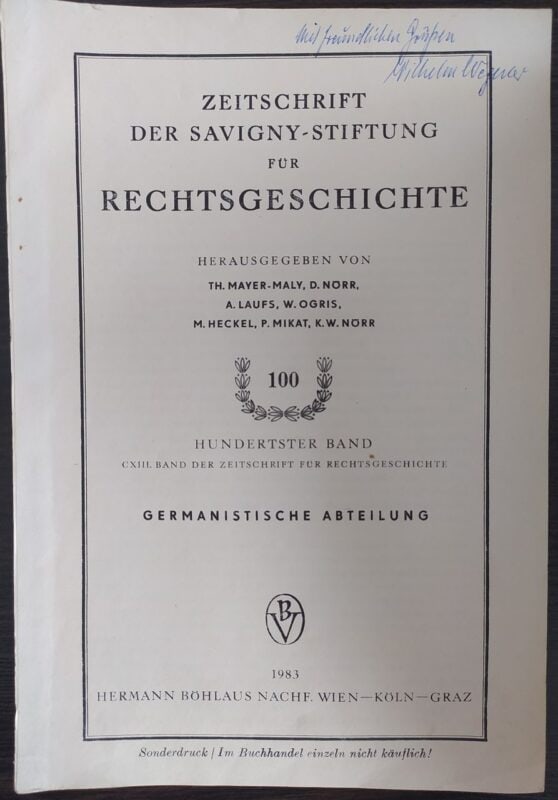 Mit freundlichen Grüßen
Wilhelm Wegener
ZEITSCHRIFT
DER SAVIGNY-STIFTUNG
FÜR
RECHTSGESCHICHTE
HERAUSGEGEBEN VON
TH. MAYER-MALY, D. NÖRR,
A. LAUFS, W. OGRIS,
M. HECKEL, P. MIKAT, K. W. NÖRR
100
HUNDERTSTER BAND
CXIII. BAND DER ZEITSCHRIFT FÜR RECHTSGESCHICHTE
GERMANISTISCHE ABTEILUNG
BV
1983
HERMANN BÖHLAUS NACHF. WIEN—KÖLN—GRAZ
Sonderdruck / Im Buchhandel einzeln nicht käuflich!